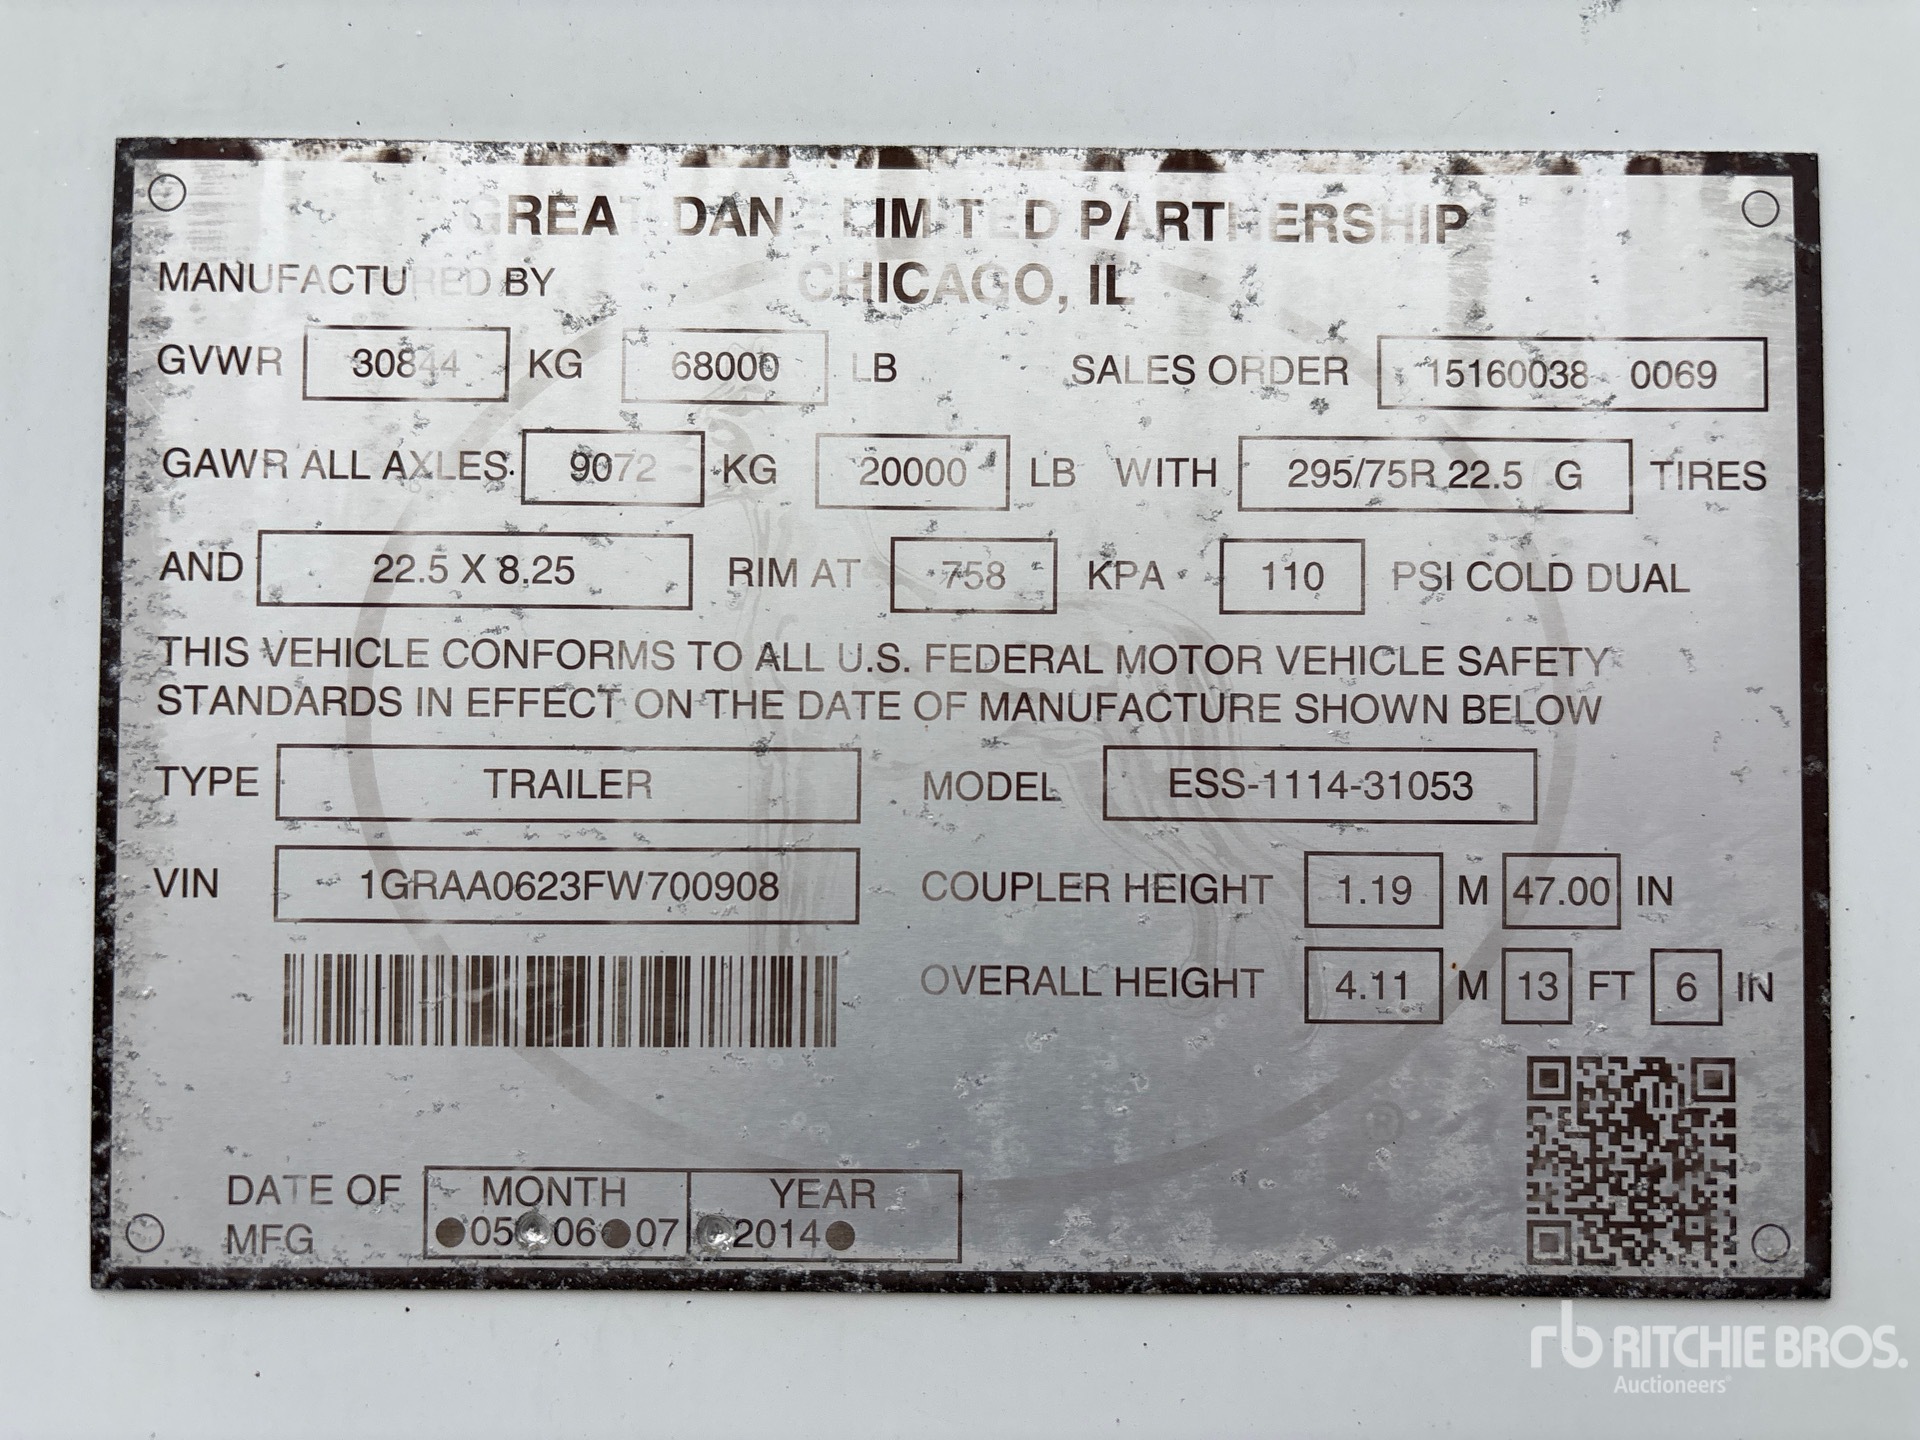 GREAT DANE LIMITED PARTNERSHIP
MANUFACTURED BY CHICAGO, IL
GVWR 30844 KG 68000 LB SALES ORDER 15160038 0069
GAWR ALL AXLES 9072 KG 20000 LB WITH 295/75R 22.5 G TIRES
AND 22.5 X 8.25 RIM AT 758 KPA 110 PSI COLD DUAL
THIS VEHICLE CONFORMS TO ALL U.S. FEDERAL MOTOR VEHICLE SAFETY
STANDARDS IN EFFECT ON THE DATE OF MANUFACTURE SHOWN BELOW
TYPE TRAILER MODEL ESS-1114-31053
VIN 1GRAA0623FW700908 COUPLER HEIGHT 1.19 M 47.00 IN
OVERALL HEIGHT 4.11 M 13 FT 6 IN
DATE OF MFG MONTH YEAR
05 06 07 2014
rb RITCHIE BROS.
Auctioneers